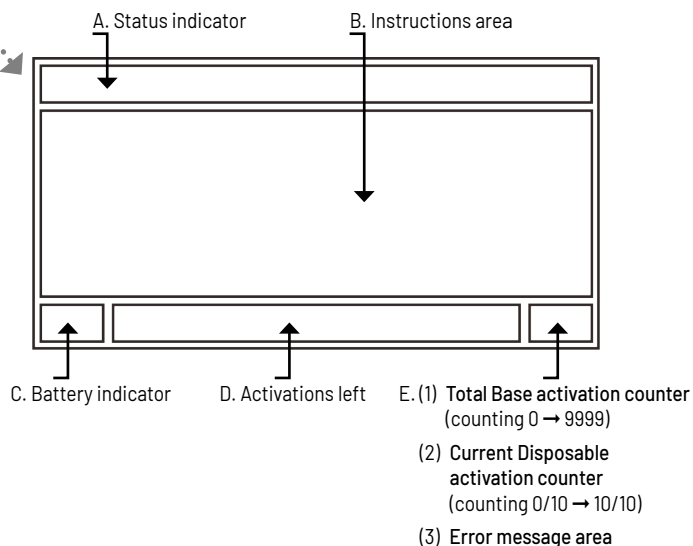 A. Status indicator
B. Instructions area
C. Battery indicator
D. Activations left
E. (1) Total Base activation counter
(counting 0 → 9999)
(2) Current Disposable
activation counter
(counting 0/10 → 10/10)
(3) Error message area